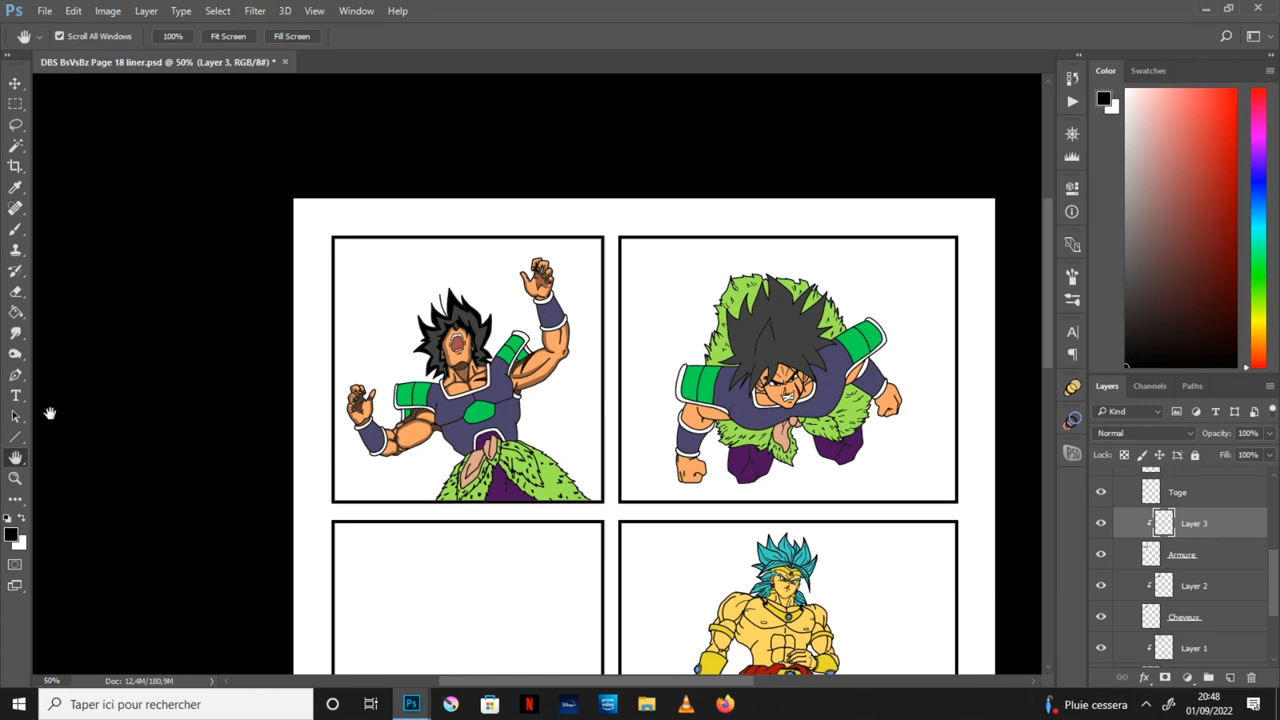 Ps File Edit Image Layer Type Select Filter 3D View Window Help
Scroll All Windows 100% Fit Screen Fill Screen
DBS BsVsBz Page 18 liner.psd @ 50% (Layer 3, RGB/8#) *
Color Swatches
Layers Channels Paths
Kind
Normal Opacity: 100%
Lock: Fill: 100%
Toge
Layer 3
Armure
Layer 2
Cheveux
Layer 1
50% Doc: 12,4M/180,9M
Taper ici pour rechercher
Ps
Pluie cesera
20:48
01/09/2022